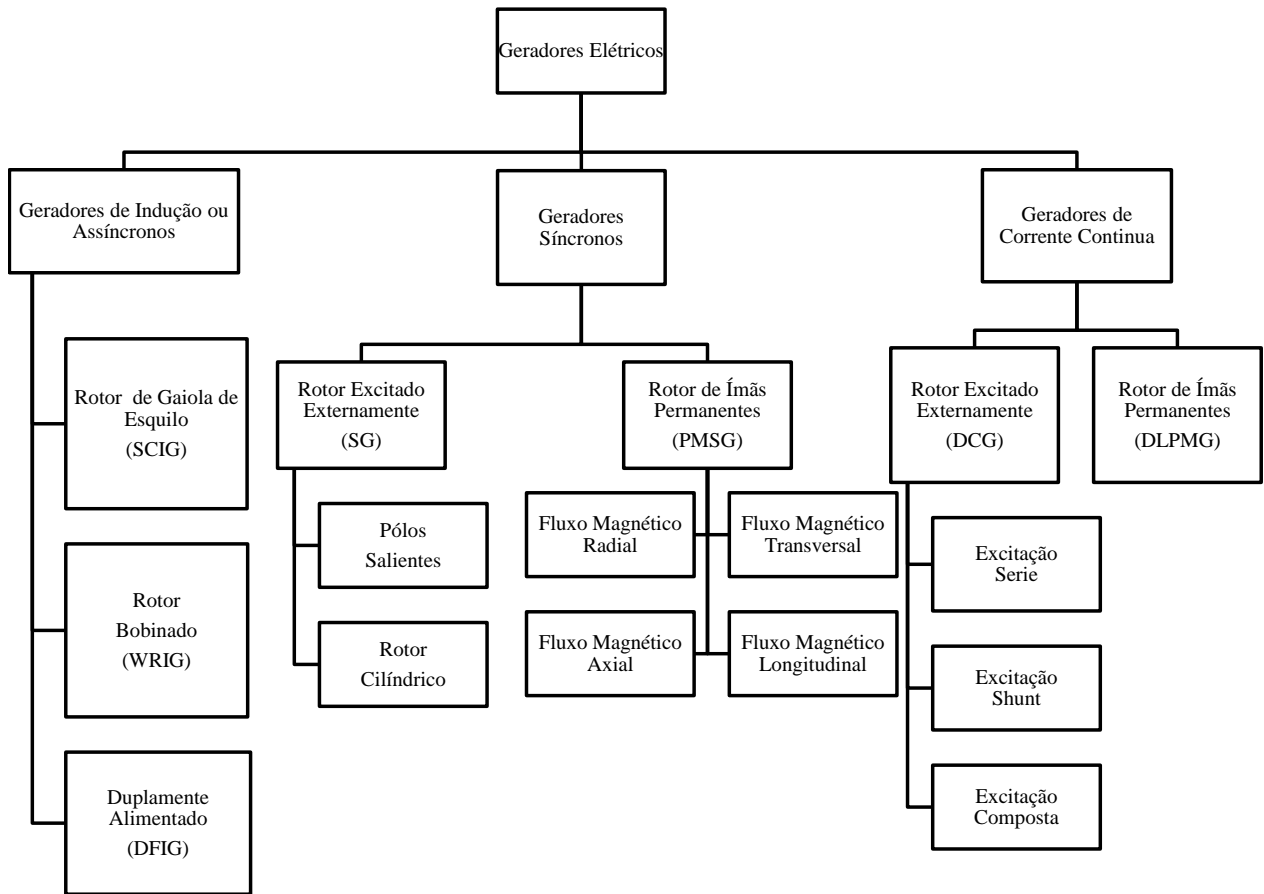 Geradores Elétricos
Geradores de Indução ou
Assíncronos
Geradores
Síncronos
Geradores de
Corrente Continua
Rotor de Gaiola de
Esquilo
(SCIG)
Rotor
Bobinado
(WRIG)
Duplamente
Alimentado
(DFIG)
Rotor Excitado
Externamente
(SG)
Pólos
Salientes
Rotor
Cilíndrico
Rotor de Ímãs
Permanentes
(PMSG)
Fluxo Magnético
Radial
Fluxo Magnético
Transversal
Fluxo Magnético
Axial
Fluxo Magnético
Longitudinal
Rotor Excitado
Externamente
(DCG)
Excitação
Serie
Excitação
Shunt
Excitação
Composta
Rotor de Ímãs
Permanentes
(DLPMG)